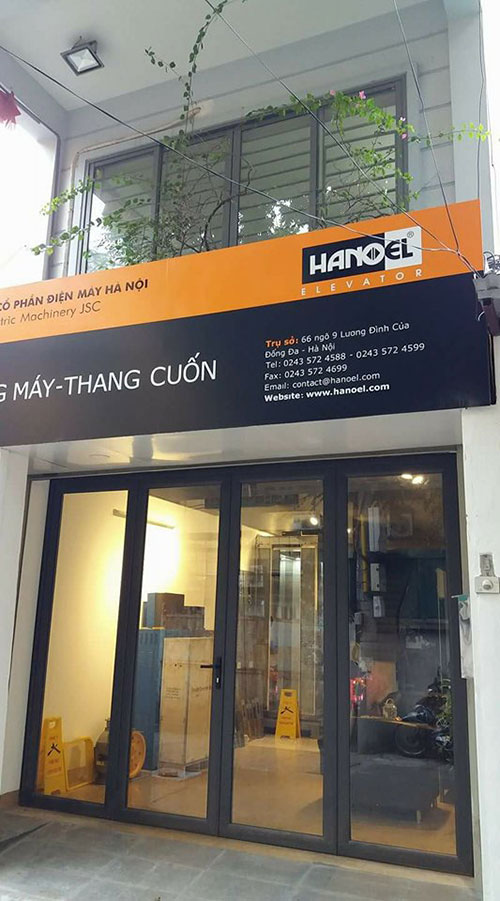 HANOEL®
ELEVATOR
CỔ PHẦN ĐIỆN MÁY HÀ NỘI
tric Machinery JSC
G MÁY-THANG CUỐN
Trụ sở: 66 ngõ 9 Lương Đình Của
Đống Đa - Hà Nội
Tel: 0243 572 4588 - 0243 572 4599
Fax: 0243 572 4699
Email: contact@hanoel.com
Website: www.hanoel.com